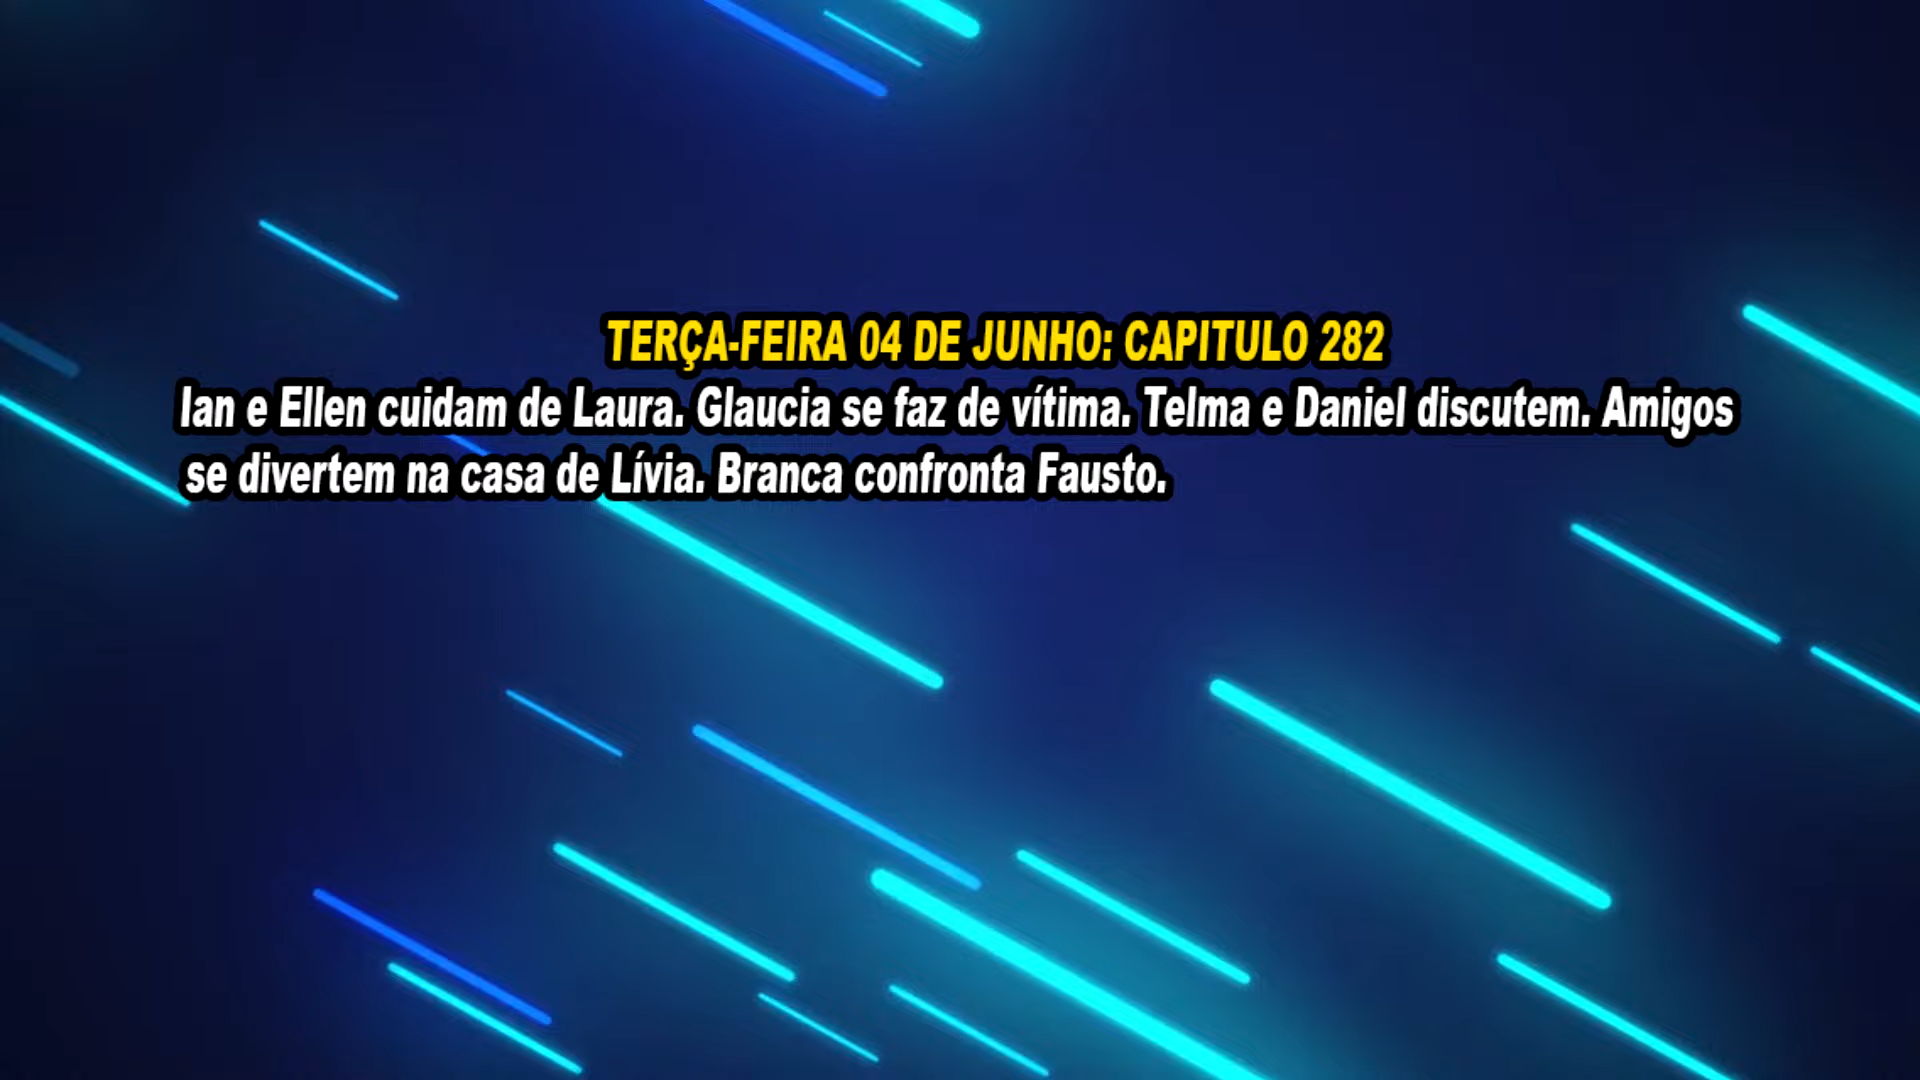 TERÇA-FEIRA 04 DE JUNHO: CAPITULO 282
Ian e Ellen cuidam de Laura. Glaucia se faz de vítima. Telma e Daniel discutem. Amigos
se divertem na casa de Lívia. Branca confronta Fausto.